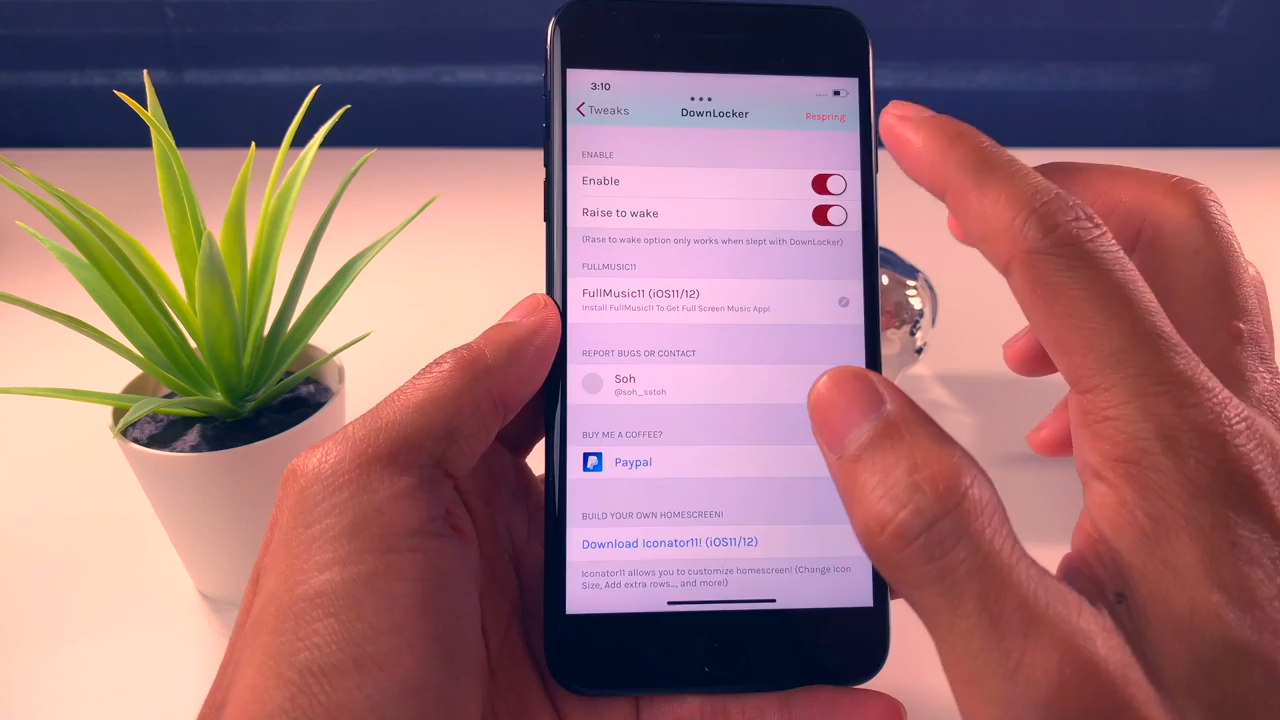 3:10
Tweaks
DownLocker
Respring
ENABLE
Enable
Raise to wake
(Rase to wake option only works when slept with DownLocker)
FULLMUSIC11
FullMusic11 (iOS11/12)
Install FullMusic11 To Get Full Screen Music App!
REPORT BUGS OR CONTACT
Soh
@soh_satoh
BUY ME A COFFEE?
Paypal
BUILD YOUR OWN HOMESCREEN!
Download Iconator11! (iOS11/12)
Iconator11 allows you to customize homescreen! (Change Icon
Size, Add extra rows..., and more!)